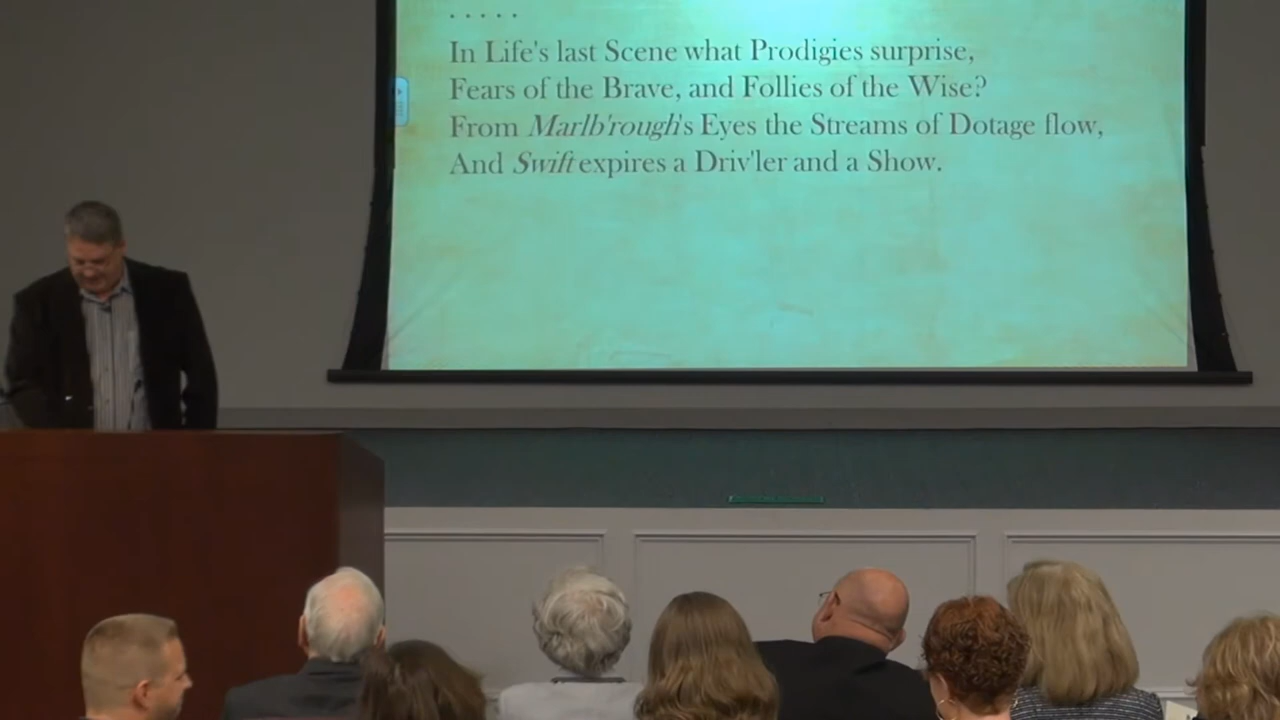 . . . . .
In Life's last Scene what Prodigies surprise,
Fears of the Brave, and Follies of the Wise?
From Marlb'rough's Eyes the Streams of Dotage flow,
And Swift expires a Driv'ler and a Show.